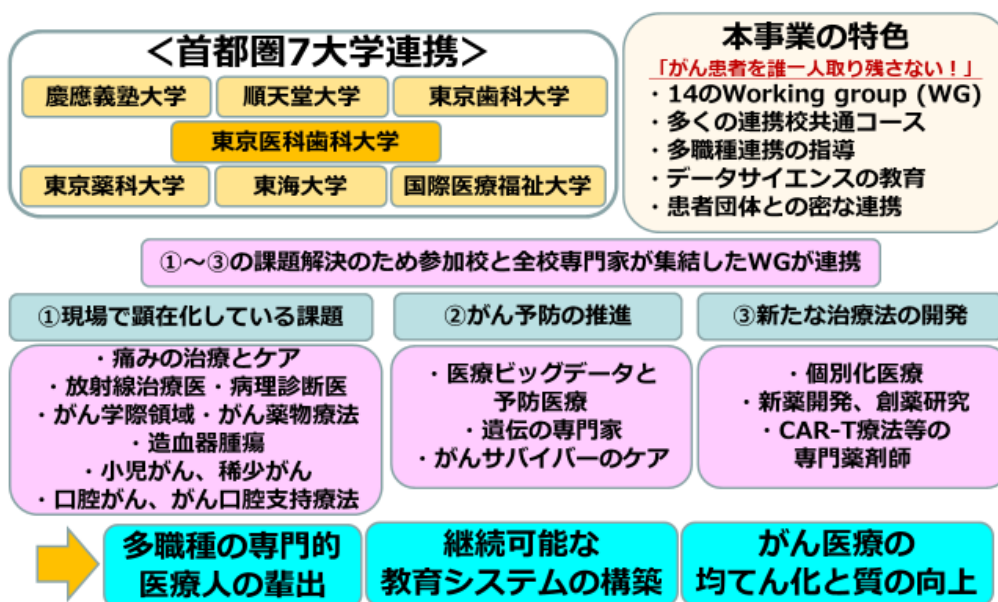 ＜首都圏7大学連携＞
慶應義塾大学
順天堂大学
東京歯科大学
東京医科歯科大学
東京薬科大学
東海大学
国際医療福祉大学
本事業の特色
「がん患者を誰一人取り残さない！」
・14のWorking group (WG)
・多くの連携校共通コース
・多職種連携の指導
・データサイエンスの教育
・患者団体との密な連携
①～③の課題解決のため参加校と全校専門家が集結したWGが連携
①現場で顕在化している課題
・痛みの治療とケア
・放射線治療医・病理診断医
・がん学際領域・がん薬物療法
・造血器腫瘍
・小児がん、稀少がん
・口腔がん、がん口腔支持療法
②がん予防の推進
・医療ビッグデータと
予防医療
・遺伝の専門家
・がんサバイバーのケア
③新たな治療法の開発
・個別化医療
・新薬開発、創薬研究
・CAR-T療法等の
専門薬剤師
多職種の専門的
医療人の輩出
継続可能な
教育システムの構築
がん医療の
均てん化と質の向上